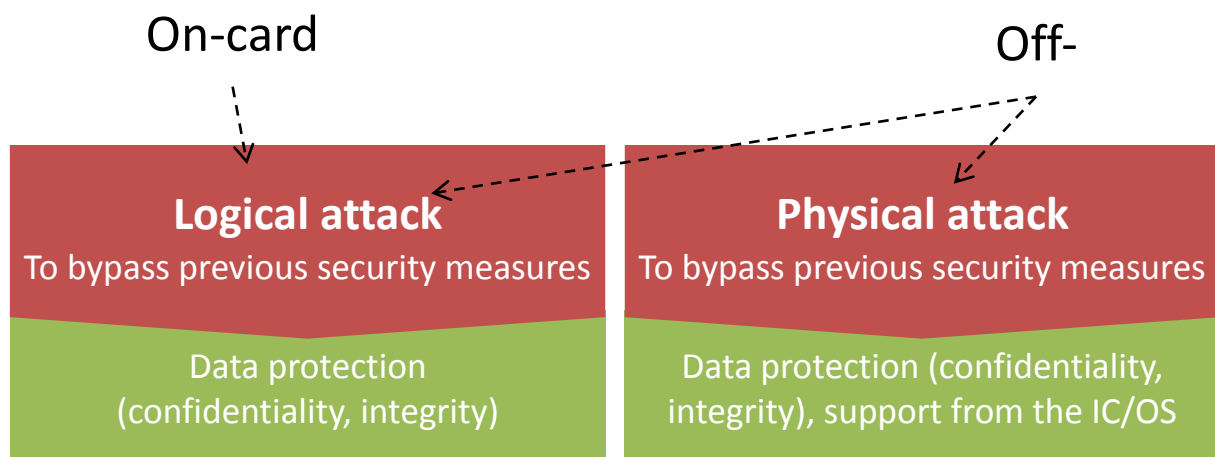 On-card
Off-
Logical attack
To bypass previous security measures
Data protection
(confidentiality, integrity)
Physical attack
To bypass previous security measures
Data protection (confidentiality,
integrity), support from the IC/OS